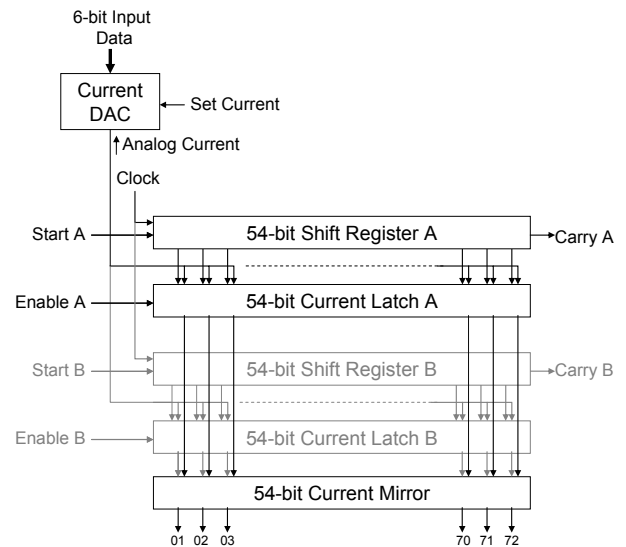 6-bit Input
Data
Current
DAC
Set Current
Analog Current
Clock
Start A
54-bit Shift Register A
Carry A
Enable A
54-bit Current Latch A
Start B
54-bit Shift Register B
Carry B
Enable B
54-bit Current Latch B
54-bit Current Mirror
01 02 03 70 71 72